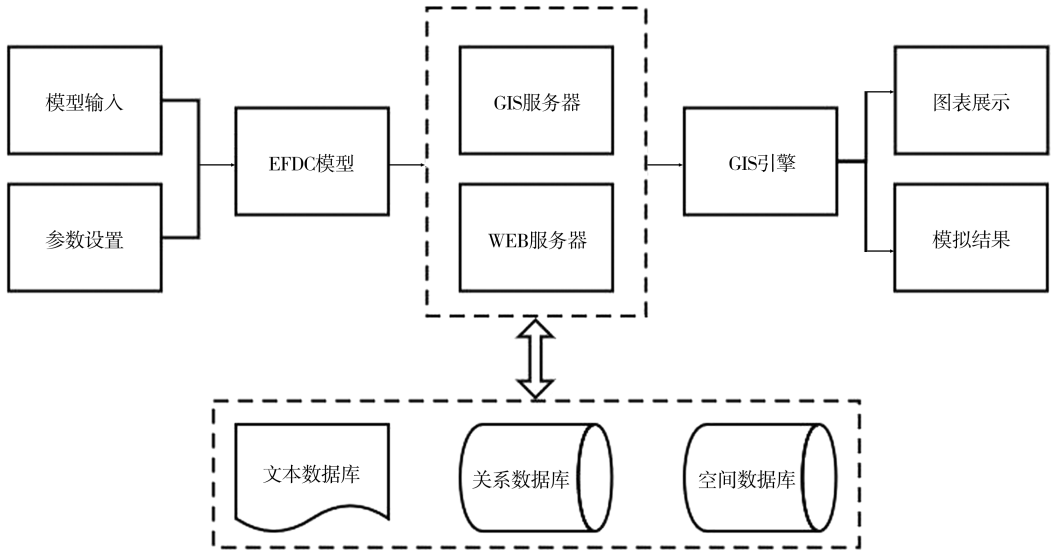 模型输入
参数设置
EFDC模型
GIS服务器
WEB服务器
GIS引擎
图表展示
模拟结果
文本数据库
关系数据库
空间数据库